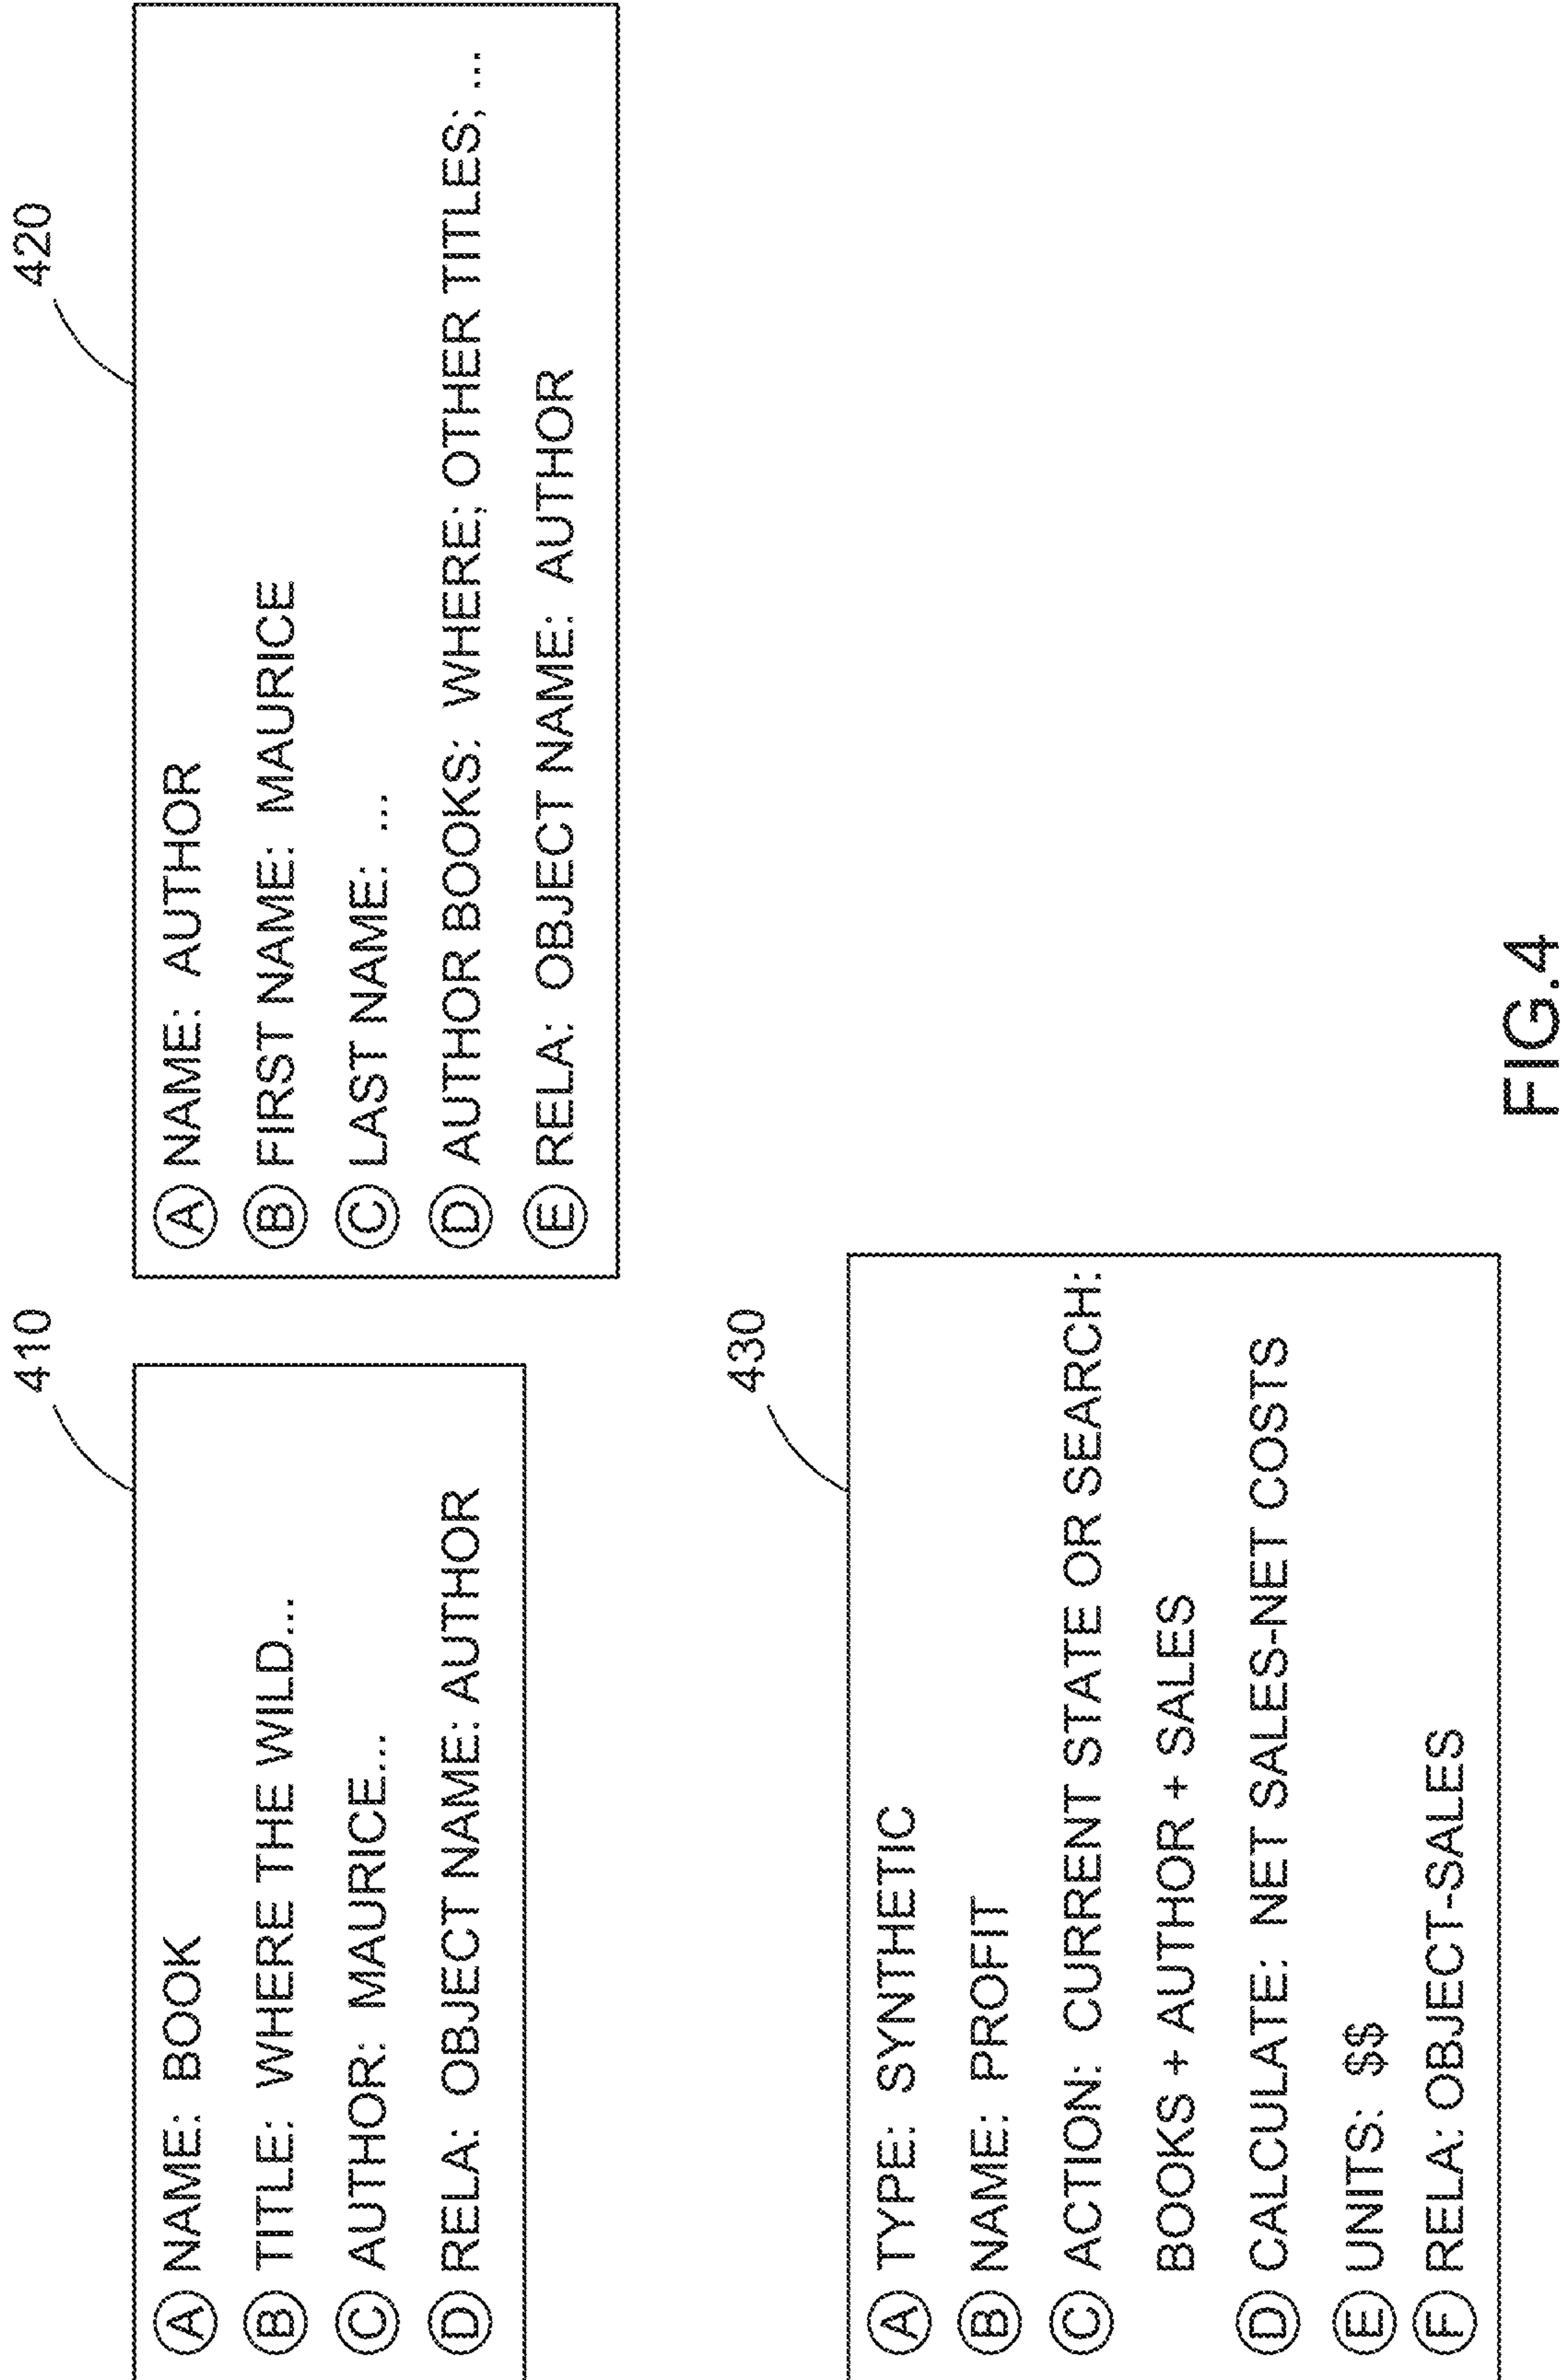 410
Ⓐ NAME: BOOK
Ⓑ TITLE: WHERE THE WILD...
Ⓒ AUTHOR: MAURICE...
Ⓓ RELA: OBJECT NAME: AUTHOR
420
Ⓐ NAME: AUTHOR
Ⓑ FIRST NAME: MAURICE
Ⓒ LAST NAME: ...
Ⓓ AUTHOR BOOKS: WHERE; OTHER TITLES; ...
Ⓔ RELA: OBJECT NAME: AUTHOR
430
Ⓐ TYPE: SYNTHETIC
Ⓑ NAME: PROFIT
Ⓒ ACTION: CURRENT STATE OR SEARCH:
BOOKS + AUTHOR + SALES
Ⓓ CALCULATE: NET SALES-NET COSTS
Ⓔ UNITS: $$
Ⓕ RELA: OBJECT-SALES
FIG.4